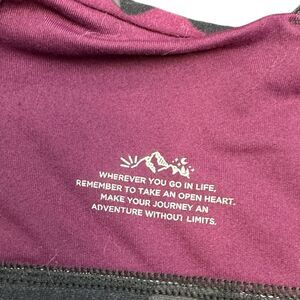 WHEREVER YOU GO IN LIFE,
REMEMBER TO TAKE AN OPEN HEART.
MAKE YOUR JOURNEY AN
ADVENTURE WITHOUT LIMITS.